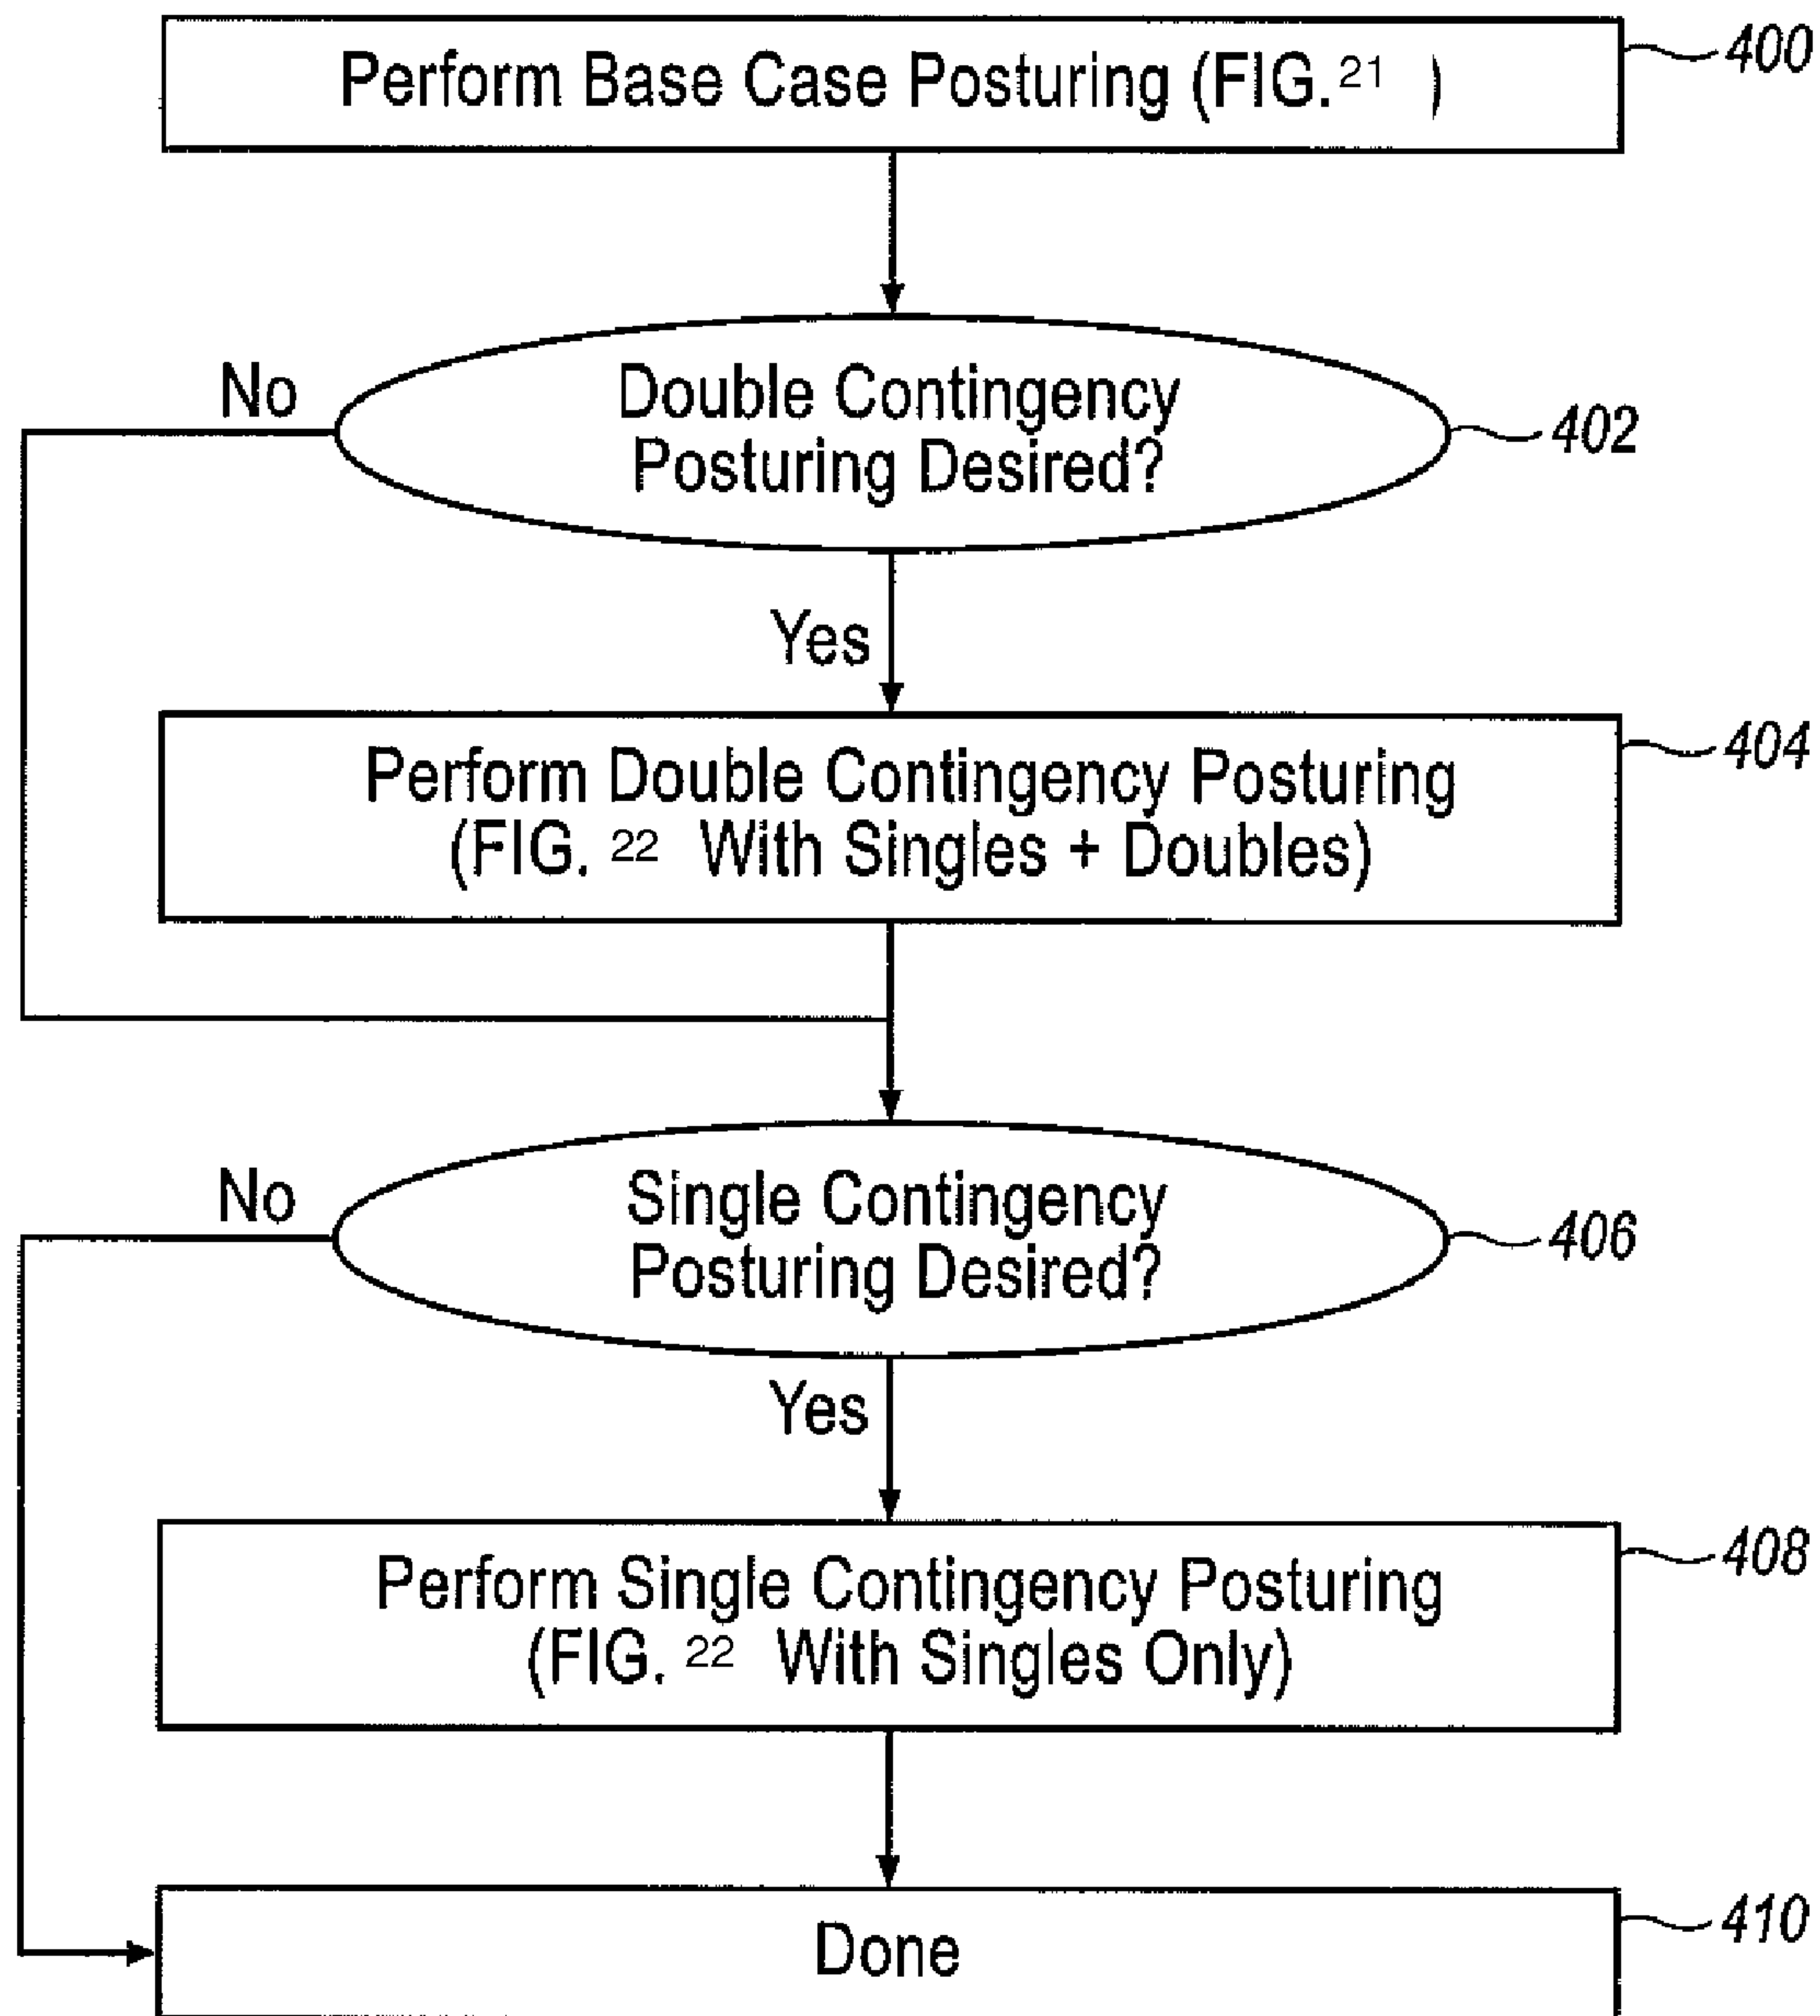 Perform Base Case Posturing (FIG. 21 )
400
Double Contingency
Posturing Desired?
402
No
Yes
Perform Double Contingency Posturing
(FIG. 22 With Singles + Doubles)
404
Single Contingency
Posturing Desired?
406
No
Yes
Perform Single Contingency Posturing
(FIG. 22 With Singles Only)
408
Done
410